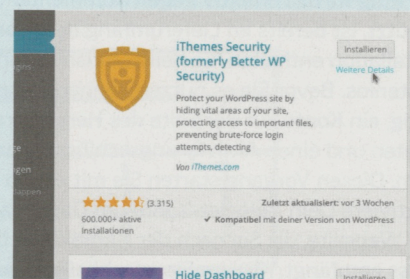 iThemes Security
(formerly Better WP
Security)
Installieren
Weitere Details
Protect your WordPress site by
hiding vital areas of your site,
protecting access to important files,
preventing brute-force login
attempts, detecting
Von iThemes.com
(3.315)
Zuletzt aktualisiert: vor 3 Wochen
600.000+ aktive
Installationen
✔ Kompatibel mit deiner Version von WordPress
Hide Dashboard
Installieren